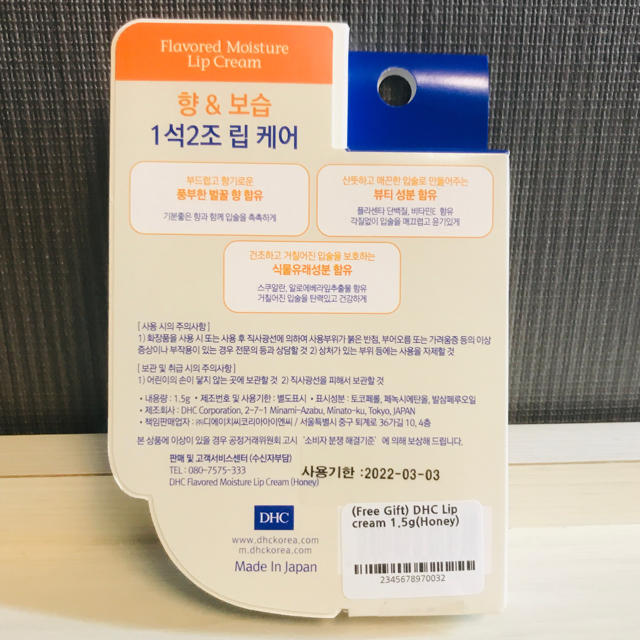 Flavored Moisture
Lip Cream
향 & 보습
1석2조 립 케어
부드럽고 향기로운
풍부한 벌꿀 향 함유
기분좋은 향과 함께 입술을 촉촉하게
산뜻하고 매끈한 입술로 만들어주는
뷰티 성분 함유
플라센타 단백질, 비타민E 함유
각질없이 입술을 매끄럽고 윤기있게
건조하고 거칠어진 입술을 보호하는
식물유래성분 함유
스쿠알란, 알로에베라잎추출물 함유
거칠어진 입술을 탄력있고 건강하게
[ 사용 시의 주의사항 ]
1) 화장품을 사용 시 또는 사용 후 직사광선에 의하여 사용부위가 붉은 반점, 부어오름 또는 가려움증 등의 이상
증상이나 부작용이 있는 경우 전문의 등과 상담할 것 2) 상처가 있는 부위 등에는 사용을 자제할 것
[ 보관 및 취급 시의 주의사항 ]
1) 어린이의 손이 닿지 않는 곳에 보관할 것 2) 직사광선을 피해서 보관할 것
• 내용량 : 1.5g • 제조번호 및 사용기한 : 별도표시 • 표시성분 : 토코페롤, 페녹시에탄올, 발삼페루오일
• 제조회사 : DHC Corporation, 2-7-1 Minami-Azabu, Minato-ku, Tokyo, JAPAN
• 책임판매업자 : ㈜디에이치씨코리아아이엔씨 / 서울특별시 중구 퇴계로 36가길 10, 4층
본 상품에 이상이 있을 경우 공정거래위원회 고시 '소비자 분쟁 해결기준' 에 의해 보상해 드립니다.
판매 및 고객서비스센터 (수신자부담)
TEL : 080-7575-333
DHC Flavored Moisture Lip Cream (Honey)
사용기한 :2022-03-03
DHC
www.dhckorea.com
m.dhckorea.com
Made In Japan
(Free Gift) DHC Lip
cream 1,5g(Honey)
2345678970032